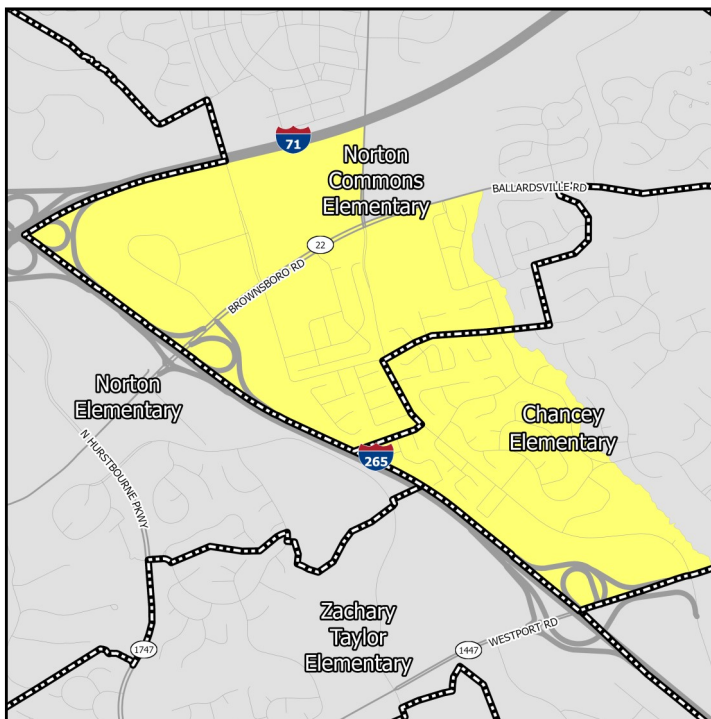 71
Norton
Commons
Elementary
BALLARDSVILLE RD
22
BROWNSBORO RD
Norton
Elementary
Chancey
Elementary
N HURSTBOURNE PKWY
265
Zachary
Taylor
Elementary
WESTPORT RD
1747
1447